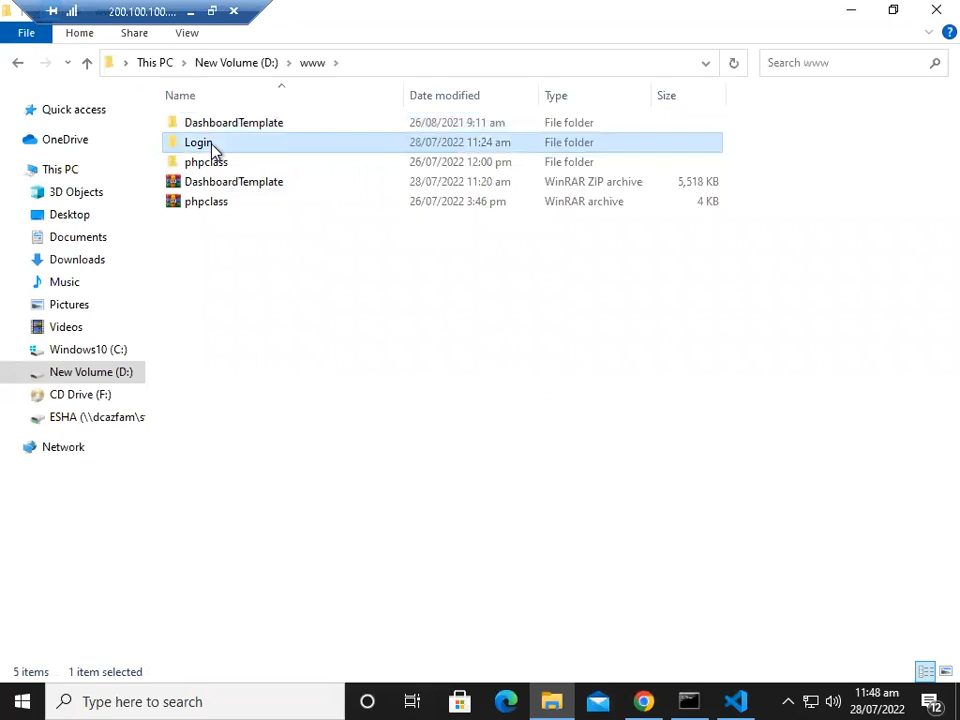 200.100.100....
File Home Share View
This PC New Volume (D:) www
Search www
Name Date modified Type Size
DashboardTemplate 26/08/2021 9:11 am File folder
Login 28/07/2022 11:24 am File folder
phpclass 26/07/2022 12:00 pm File folder
DashboardTemplate 28/07/2022 11:20 am WinRAR ZIP archive 5,518 KB
phpclass 26/07/2022 3:46 pm WinRAR archive 4 KB
Quick access
OneDrive
This PC
3D Objects
Desktop
Documents
Downloads
Music
Pictures
Videos
Windows10 (C:)
New Volume (D:)
CD Drive (F:)
ESHA (\\dcazfam\s
Network
5 items 1 item selected
Type here to search
11:48 am
28/07/2022
12